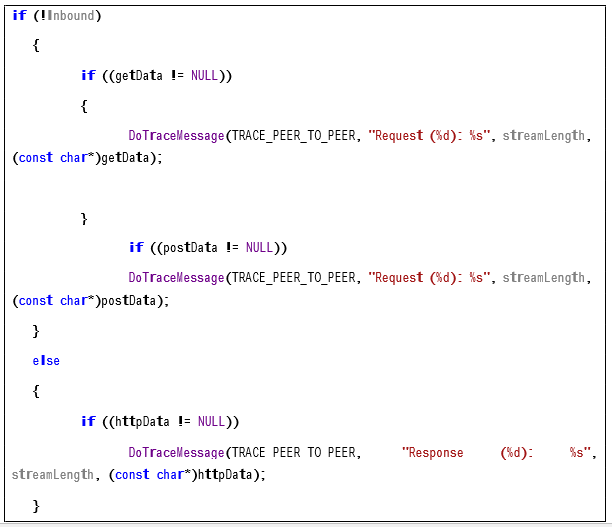 if (!Inbound)
{
if ((getData != NULL))
{
DoTraceMessage(TRACE_PEER_TO_PEER, "Request (%d): %s", streamLength,
(const char*)getData);
}
if ((postData != NULL))
DoTraceMessage(TRACE_PEER_TO_PEER, "Request (%d): %s", streamLength,
(const char*)postData);
}
else
{
if ((httpData != NULL))
DoTraceMessage(TRACE PEER TO PEER, "Response (%d): %s",
streamLength, (const char*)httpData);
}